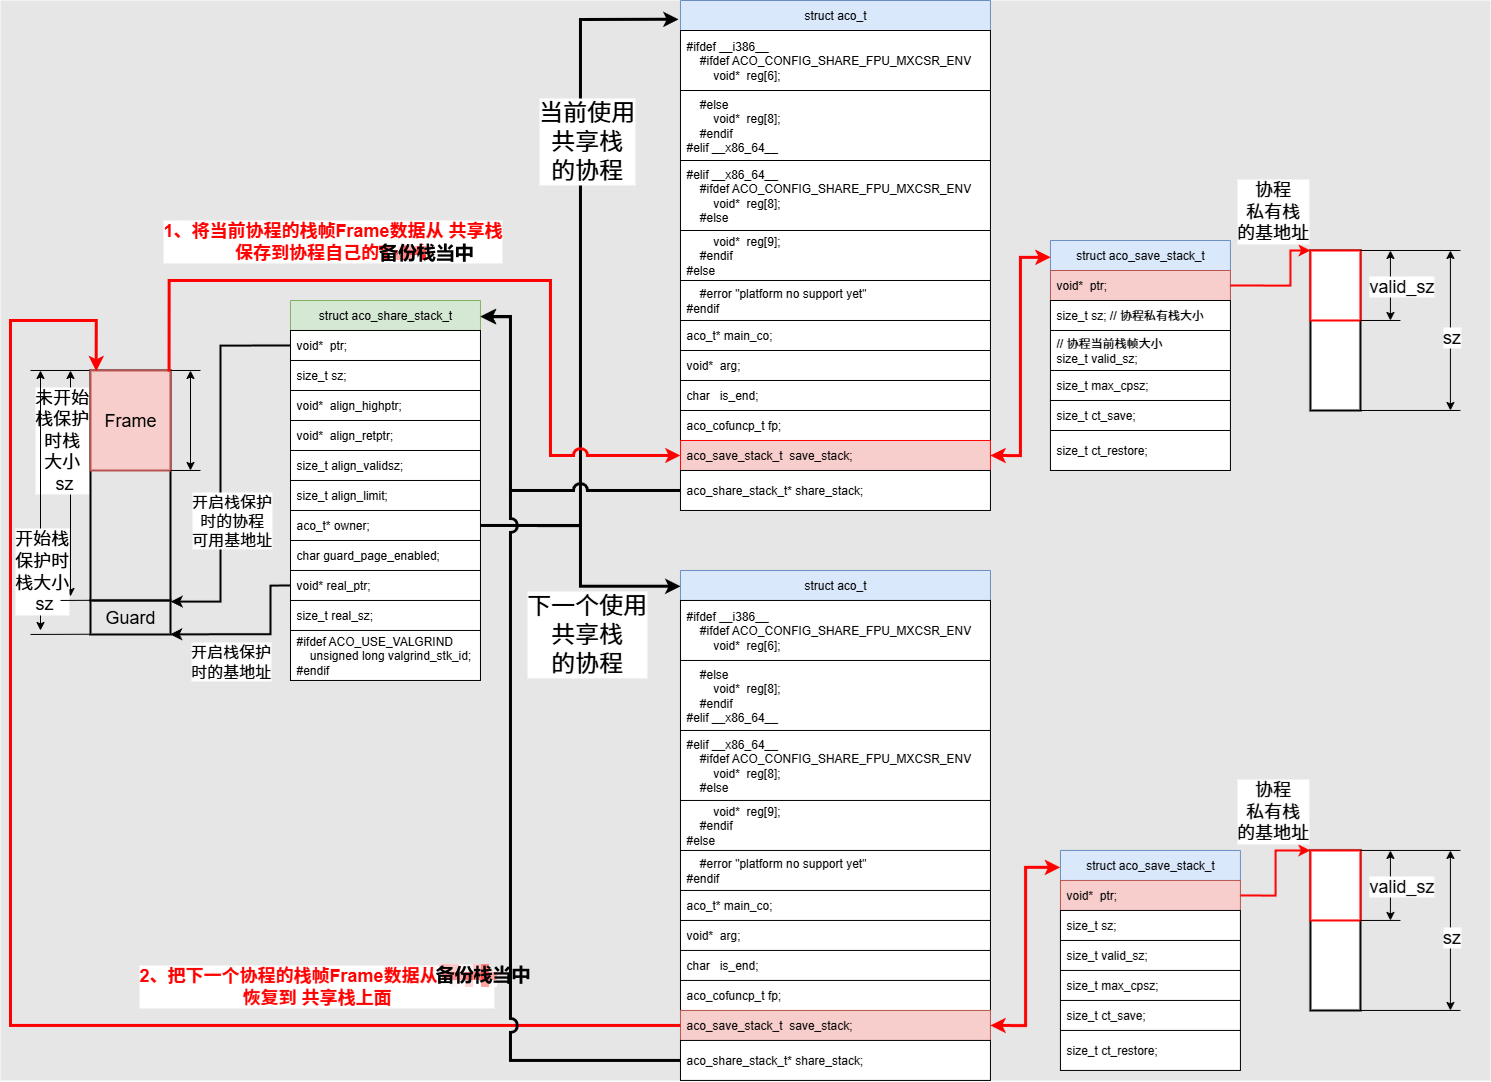 struct aco_t
#ifdef __i386__
#ifdef ACO_CONFIG_SHARE_FPU_MXCSR_ENV
void* reg[6];
#else
void* reg[8];
#endif
#elif __x86_64__
#elif __x86_64__
#ifdef ACO_CONFIG_SHARE_FPU_MXCSR_ENV
void* reg[8];
#else
void* reg[9];
#endif
#else
#error "platform no support yet"
#endif
aco_t* main_co;
void* arg;
char is_end;
aco_cofuncp_t fp;
aco_save_stack_t save_stack;
aco_share_stack_t* share_stack;
当前使用
共享栈
的协程
1、将当前协程的栈帧Frame数据从 共享栈
保存到协程自己的备份栈当中
struct aco_share_stack_t
void* ptr;
size_t sz;
void* align_highptr;
void* align_retptr;
size_t align_validsz;
size_t align_limit;
aco_t* owner;
char guard_page_enabled;
void* real_ptr;
size_t real_sz;
#ifdef ACO_USE_VALGRIND
unsigned long valgrind_stk_id;
#endif
Frame
Guard
未开始
栈保护
时栈
大小
sz
开始栈
保护时
栈大小
sz
开启栈保护
时的协程
可用基地址
开启栈保护
时的基地址
struct aco_save_stack_t
void* ptr;
size_t sz; // 协程私有栈大小
// 协程当前栈帧大小
size_t valid_sz;
size_t max_cpsz;
size_t ct_save;
size_t ct_restore;
协程
私有栈
的基地址
valid_sz
sz
下一个使用
共享栈
的协程
struct aco_t
#ifdef __i386__
#ifdef ACO_CONFIG_SHARE_FPU_MXCSR_ENV
void* reg[6];
#else
void* reg[8];
#endif
#elif __x86_64__
#elif __x86_64__
#ifdef ACO_CONFIG_SHARE_FPU_MXCSR_ENV
void* reg[8];
#else
void* reg[9];
#endif
#else
#error "platform no support yet"
#endif
aco_t* main_co;
void* arg;
char is_end;
aco_cofuncp_t fp;
aco_save_stack_t save_stack;
aco_share_stack_t* share_stack;
2、把下一个协程的栈帧Frame数据从备份栈当中
恢复到 共享栈上面
struct aco_save_stack_t
void* ptr;
size_t sz;
size_t valid_sz;
size_t max_cpsz;
size_t ct_save;
size_t ct_restore;
协程
私有栈
的基地址
valid_sz
sz